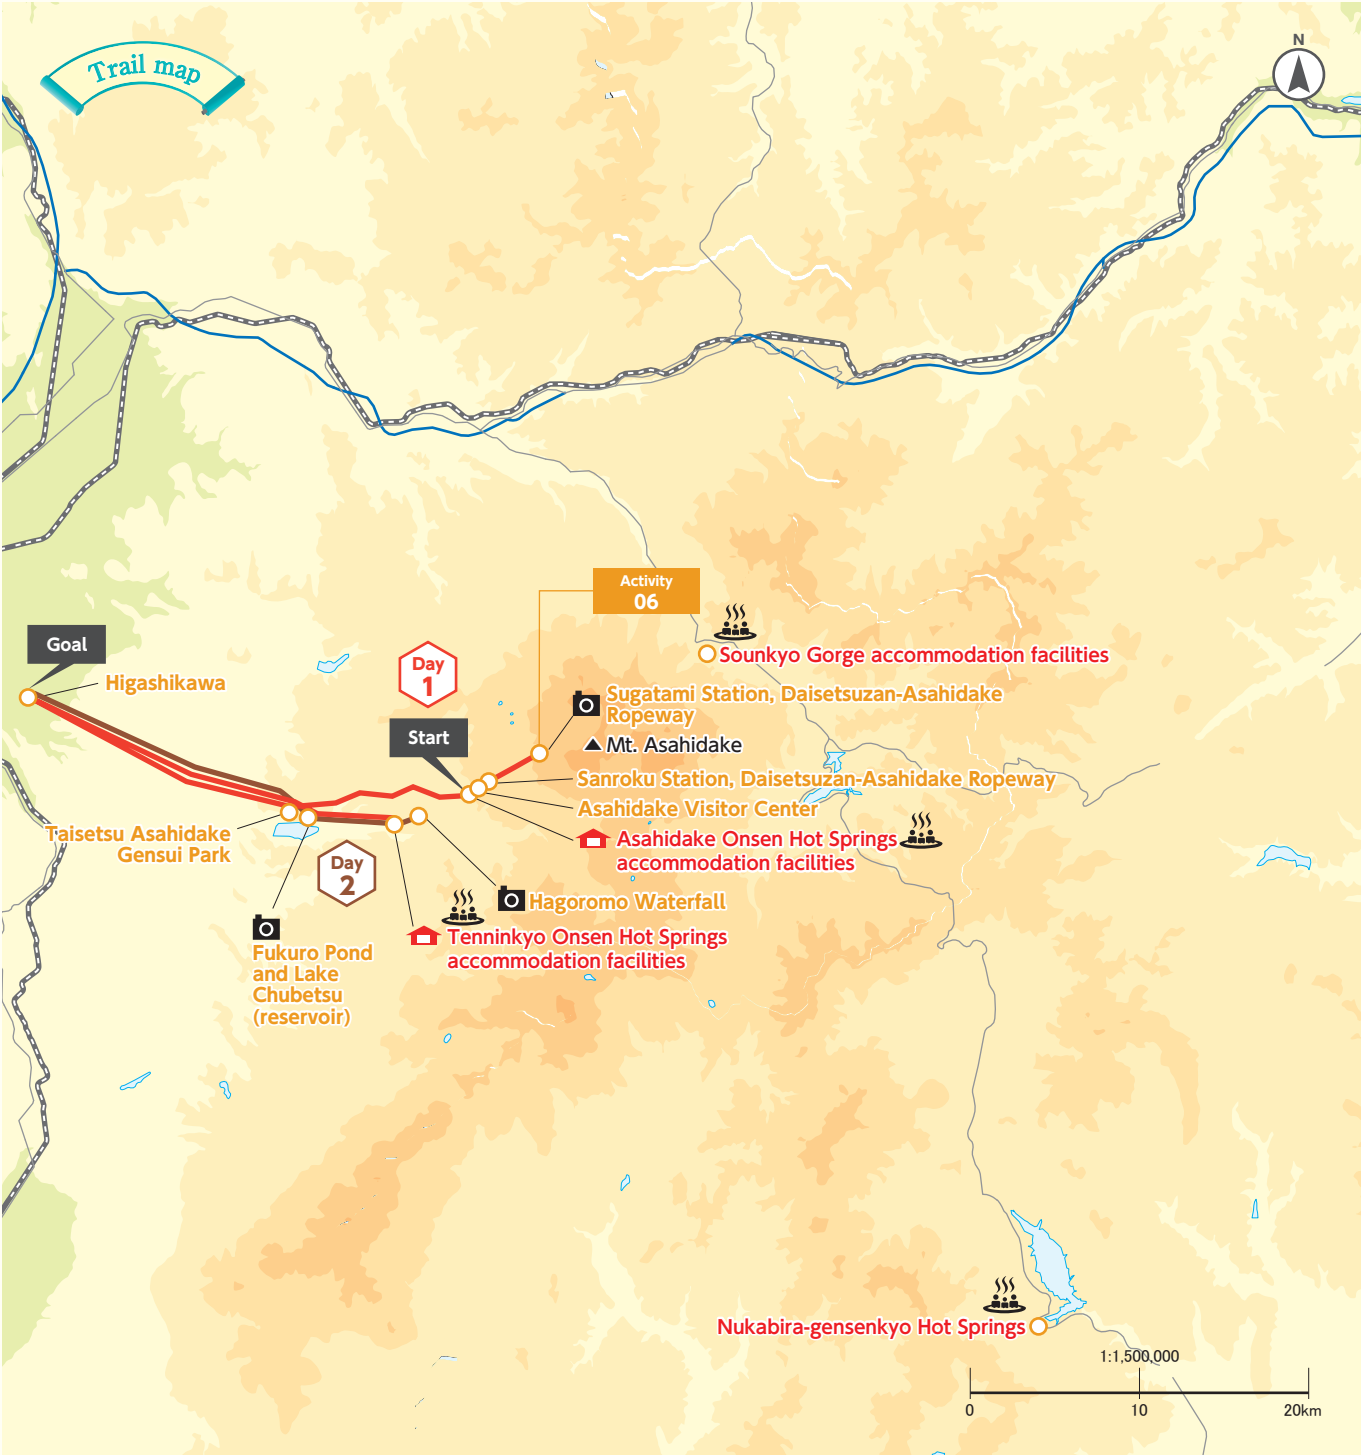 Trail map
N
Activity
06
Goal
Higashikawa
Day
1
Start
Sounkyo Gorge accommodation facilities
Sugatami Station, Daisetsuzan-Asahidake
Ropeway
Mt. Asahidake
Sanroku Station, Daisetsuzan-Asahidake Ropeway
Asahidake Visitor Center
Taisetsu Asahidake
Gensui Park
Asahidake Onsen Hot Springs
accommodation facilities
Day
2
Hagoromo Waterfall
Tenninkyo Onsen Hot Springs
accommodation facilities
Fukuro Pond
and Lake
Chubetsu
(reservoir)
Nukabira-gensenkyo Hot Springs
1:1,500,000
0 10 20km